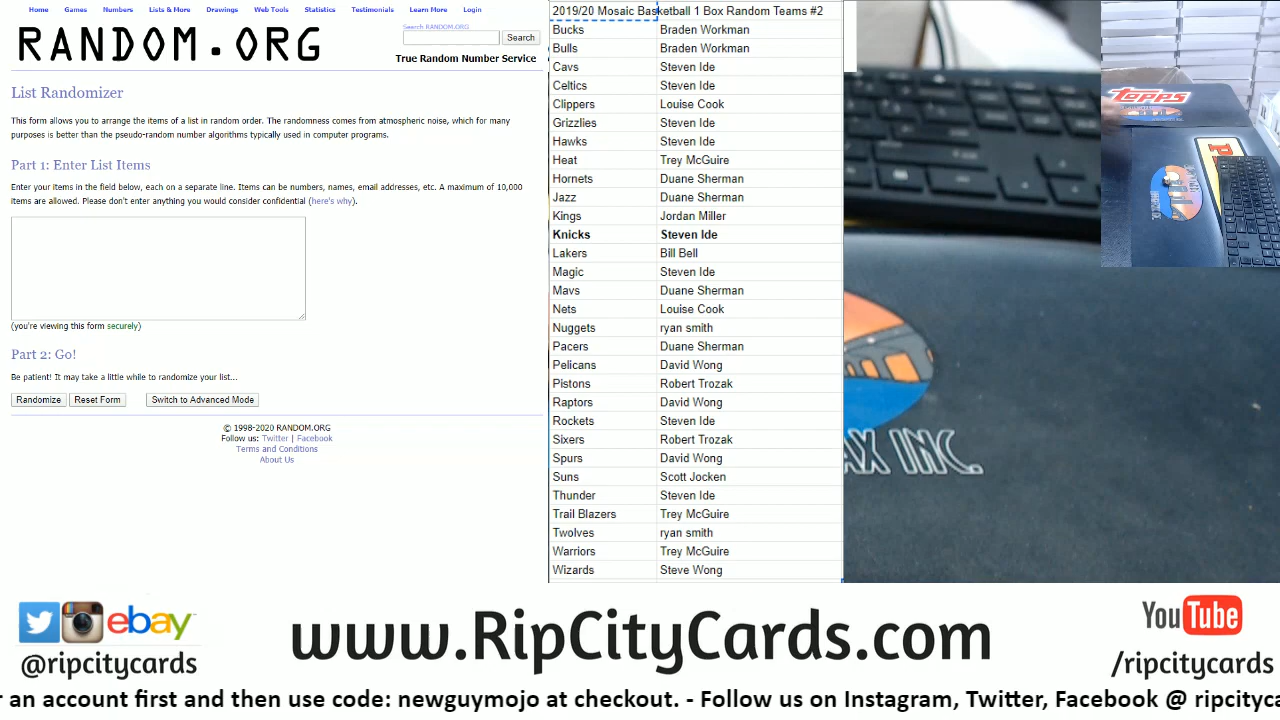 Home Games Numbers Lists & More Drawings Web Tools Statistics Testimonials Learn More Login
RANDOM.ORG
Search RANDOM.ORG
Search
True Random Number Service
List Randomizer
This form allows you to arrange the items of a list in random order. The randomness comes from atmospheric noise, which for many
purposes is better than the pseudo-random number algorithms typically used in computer programs.
Part 1: Enter List Items
Enter your items in the field below, each on a separate line. Items can be numbers, names, email addresses, etc. A maximum of 10,000
items are allowed. Please don't enter anything you would consider confidential (here's why).
(you're viewing this form securely)
Part 2: Go!
Be patient! It may take a little while to randomize your list...
Randomize Reset Form Switch to Advanced Mode
© 1998-2020 RANDOM.ORG
Follow us: Twitter | Facebook
Terms and Conditions
About Us
2019/20 Mosaic Basketball 1 Box Random Teams #2
Bucks Braden Workman
Bulls Braden Workman
Cavs Steven Ide
Celtics Steven Ide
Clippers Louise Cook
Grizzlies Steven Ide
Hawks Steven Ide
Heat Trey McGuire
Hornets Duane Sherman
Jazz Duane Sherman
Kings Jordan Miller
Knicks Steven Ide
Lakers Bill Bell
Magic Steven Ide
Mavs Duane Sherman
Nets Louise Cook
Nuggets ryan smith
Pacers Duane Sherman
Pelicans David Wong
Pistons Robert Trozak
Raptors David Wong
Rockets Steven Ide
Sixers Robert Trozak
Spurs David Wong
Suns Scott Jocken
Thunder Steven Ide
Trail Blazers Trey McGuire
Twolves ryan smith
Warriors Trey McGuire
Wizards Steve Wong
topps
AX INC.
ebay
@ripcitycards
www.RipCityCards.com
YouTube
/ripcitycards
r an account first and then use code: newguymojo at checkout. - Follow us on Instagram, Twitter, Facebook @ ripcityca